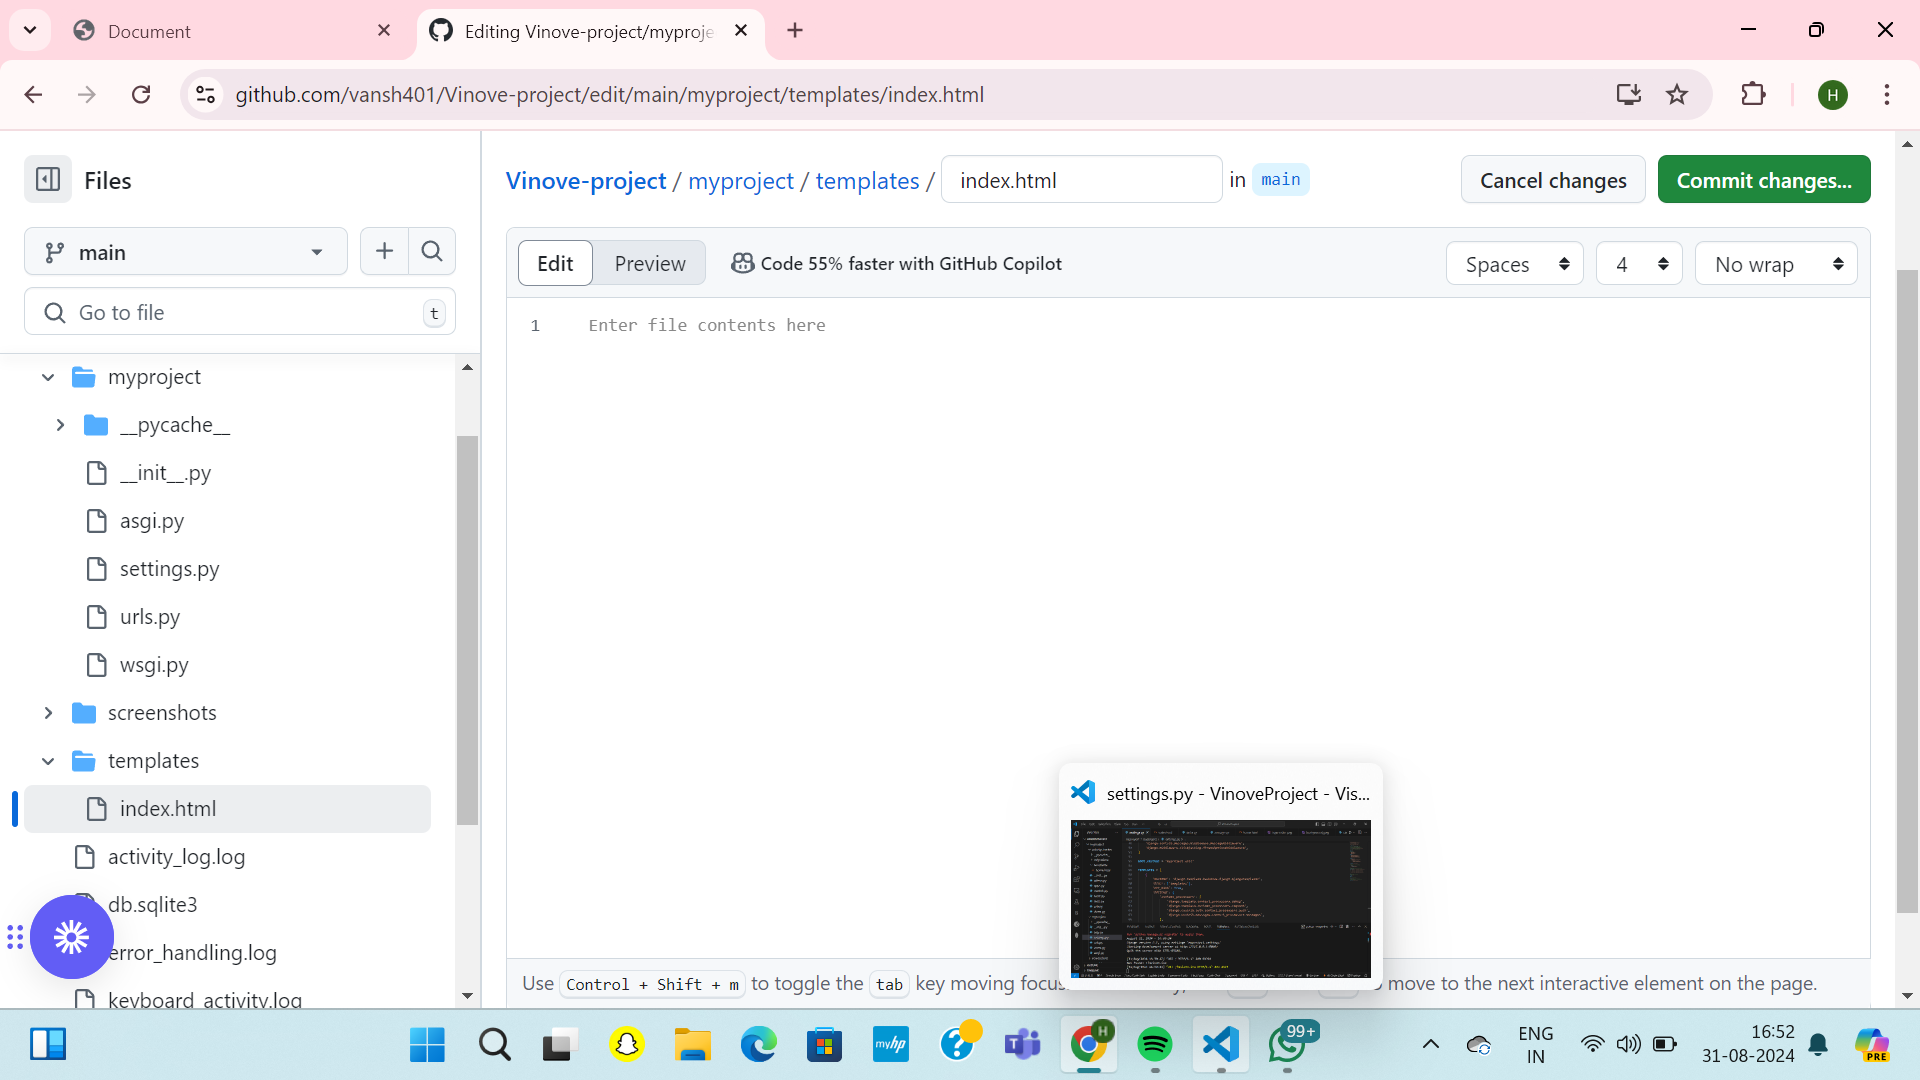 Document
Editing Vinove-project/myproje
github.com/vansh401/Vinove-project/edit/main/myproject/templates/index.html
H
Files
Vinove-project / myproject / templates / index.html in main
Cancel changes
Commit changes...
main
Edit
Preview
Code 55% faster with GitHub Copilot
Spaces
4
No wrap
Go to file
t
1
Enter file contents here
myproject
__pycache__
__init__.py
asgi.py
settings.py
urls.py
wsgi.py
screenshots
templates
index.html
activity_log.log
db.sqlite3
error_handling.log
keyboard_activity.log
settings.py - VinoveProject - Vis...
Use Control + Shift + m to toggle the tab key moving focus
to move to the next interactive element on the page.
myhp
H
99+
ENG
IN
16:52
31-08-2024
PRE